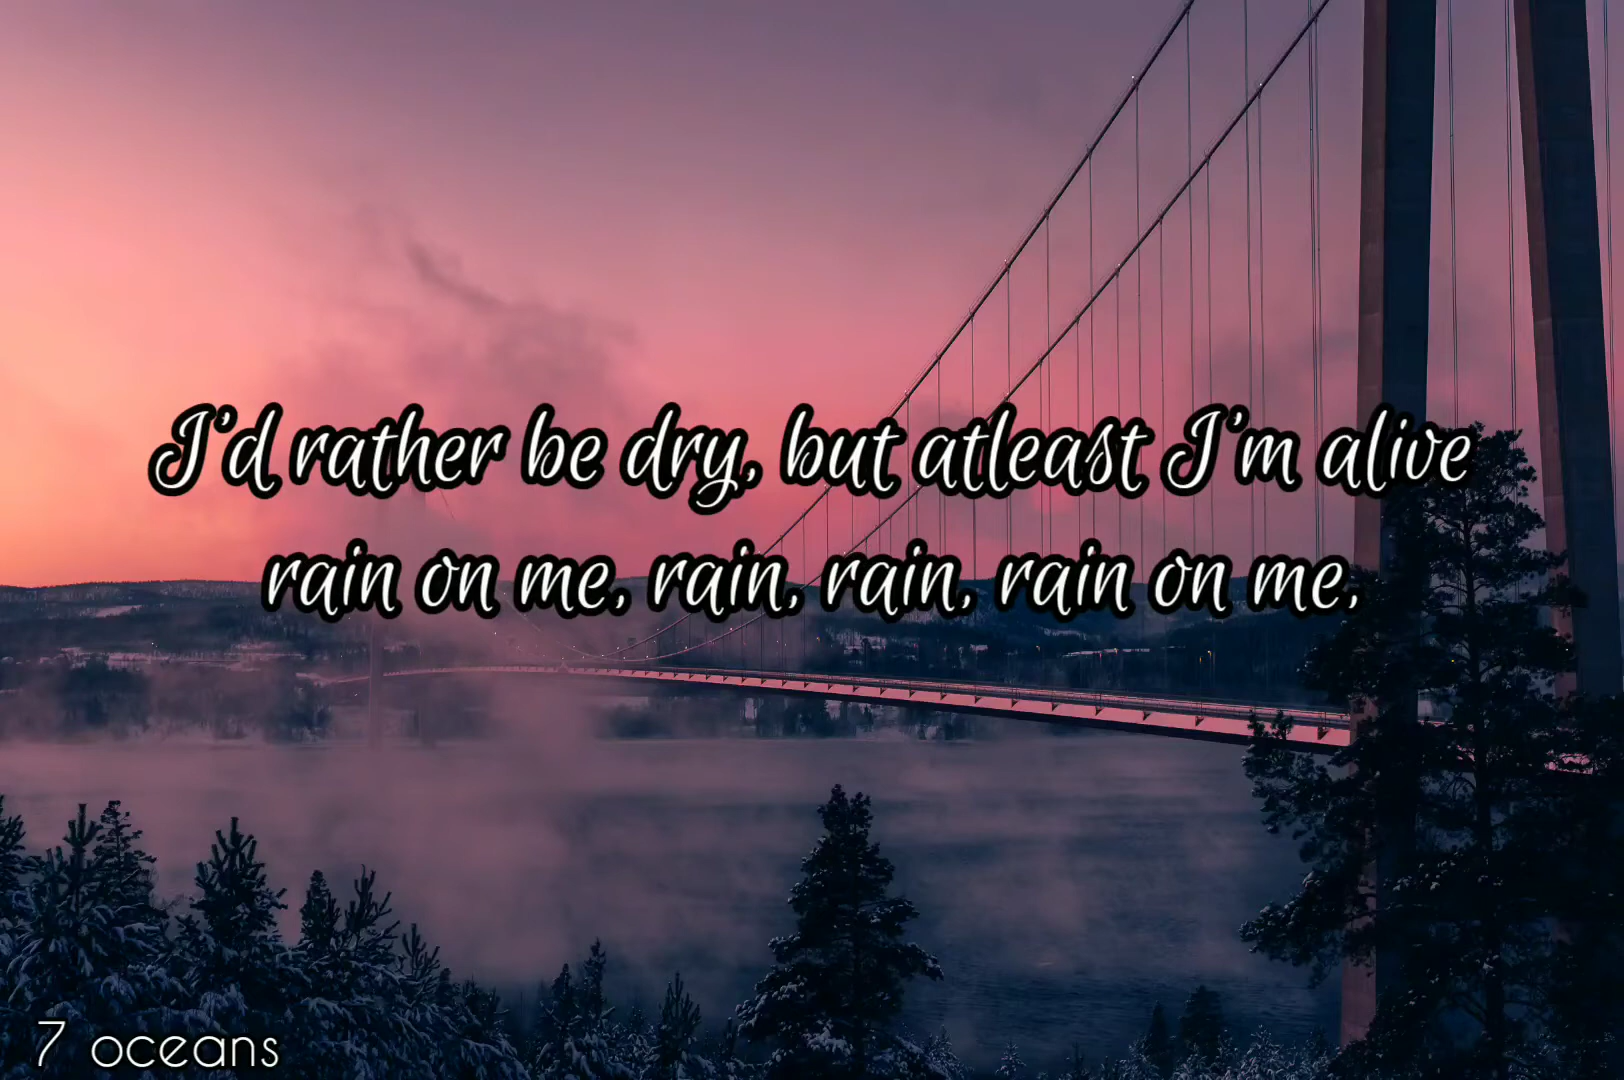 I'd rather be dry, but atleast I'm alive
rain on me, rain, rain, rain on me,
7 oceans